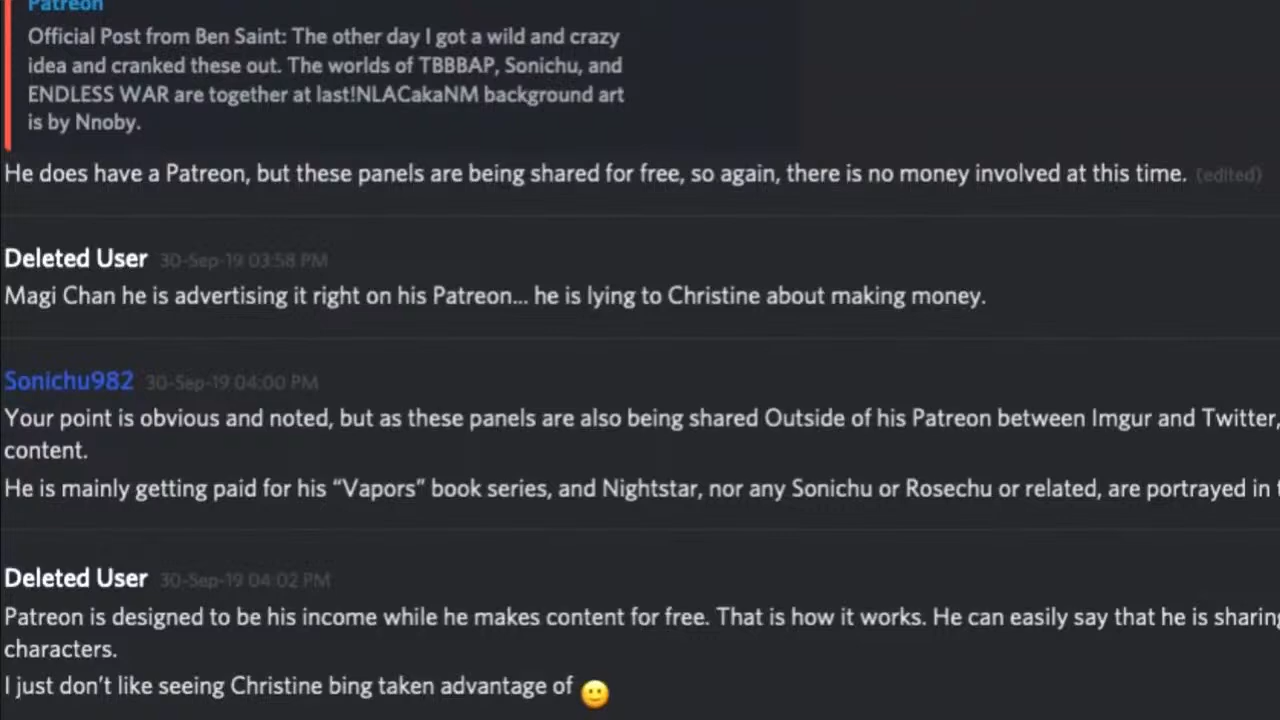 Patreon
Official Post from Ben Saint: The other day I got a wild and crazy
idea and cranked these out. The worlds of TBBBAP, Sonichu, and
ENDLESS WAR are together at last!NLACakaNM background art
is by Nnoby.
He does have a Patreon, but these panels are being shared for free, so again, there is no money involved at this time. (edited)
Deleted User 30-Sep-19 03:58 PM
Magi Chan he is advertising it right on his Patreon... he is lying to Christine about making money.
Sonichu982 30-Sep-19 04:00 PM
Your point is obvious and noted, but as these panels are also being shared Outside of his Patreon between Imgur and Twitter,
content.
He is mainly getting paid for his “Vapors” book series, and Nightstar, nor any Sonichu or Rosechu or related, are portrayed in
Deleted User 30-Sep-19 04:02 PM
Patreon is designed to be his income while he makes content for free. That is how it works. He can easily say that he is sharing
characters.
I just don’t like seeing Christine bing taken advantage of